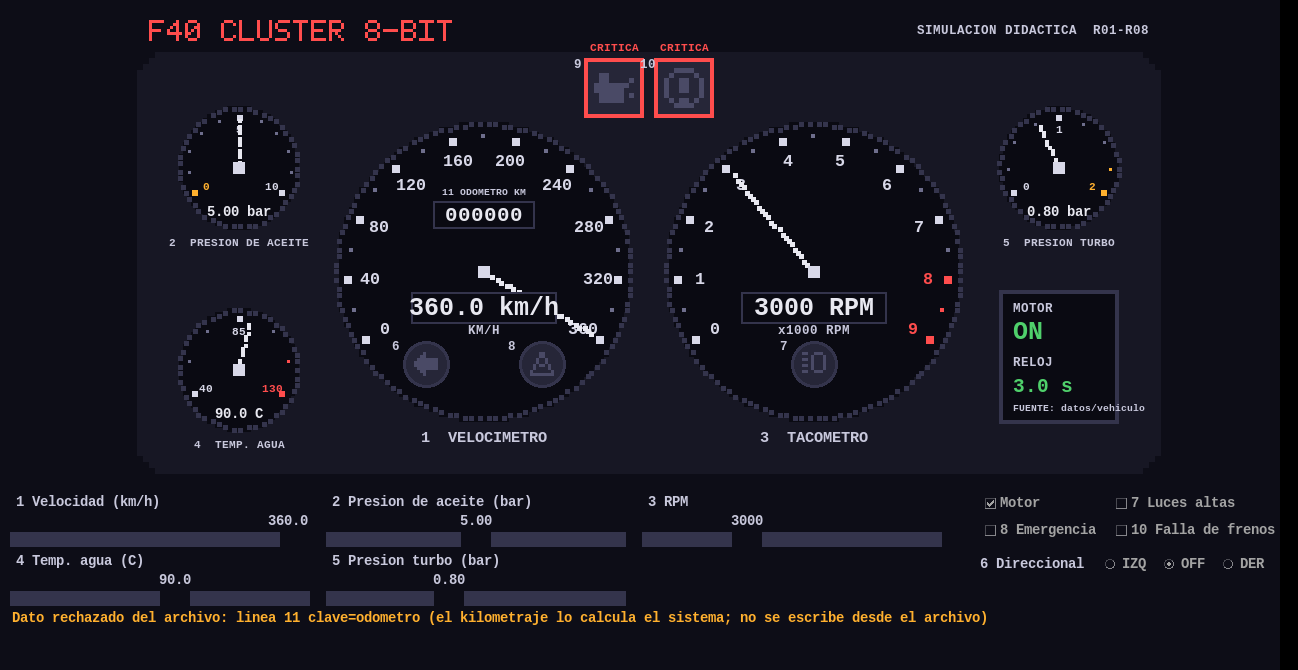 F40 CLUSTER 8-BIT
SIMULACION DIDACTICA R01-R08
CRITICA CRITICA
9 10
5
0 10
5.00 bar
2 PRESION DE ACEITE
85
40 130
90.0 C
4 TEMP. AGUA
160 200
120 240
11 ODOMETRO KM
000000
80 280
40 320
360.0 km/h
0 360
KM/H
6 8
1 VELOCIMETRO
4 5
3 6
2 7
1 8
3000 RPM
0 9
x1000 RPM
7
3 TACOMETRO
1
0 2
0.80 bar
5 PRESION TURBO
MOTOR
ON
RELOJ
3.0 s
FUENTE: datos/vehiculo
1 Velocidad (km/h) 2 Presion de aceite (bar) 3 RPM
360.0 5.00 3000
4 Temp. agua (C) 5 Presion turbo (bar)
90.0 0.80
Motor 7 Luces altas
8 Emergencia 10 Falla de frenos
6 Direccional IZQ OFF DER
Dato rechazado del archivo: linea 11 clave=odometro (el kilometraje lo calcula el sistema; no se escribe desde el archivo)